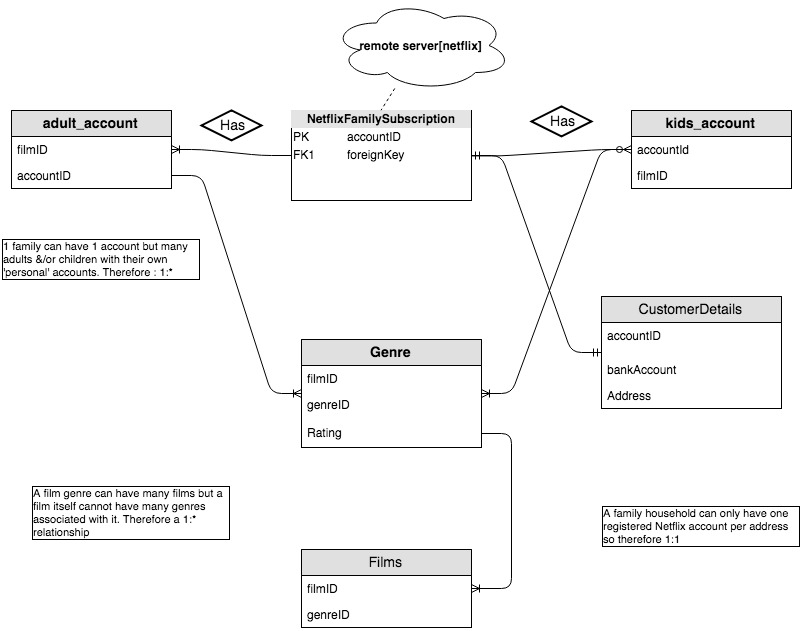 remote server[netflix]
adult_account
filmID
accountID
Has
NetflixFamilySubscription
PK accountID
FK1 foreignKey
Has
kids_account
accountId
filmID
1 family can have 1 account but many
adults &/or children with their own
'personal' accounts. Therefore : 1:*
CustomerDetails
accountID
bankAccount
Address
Genre
filmID
genreID
Rating
A film genre can have many films but a
film itself cannot have many genres
associated with it. Therefore a 1:*
relationship
A family household can only have one
registered Netflix account per address
so therefore 1:1
Films
filmID
genreID